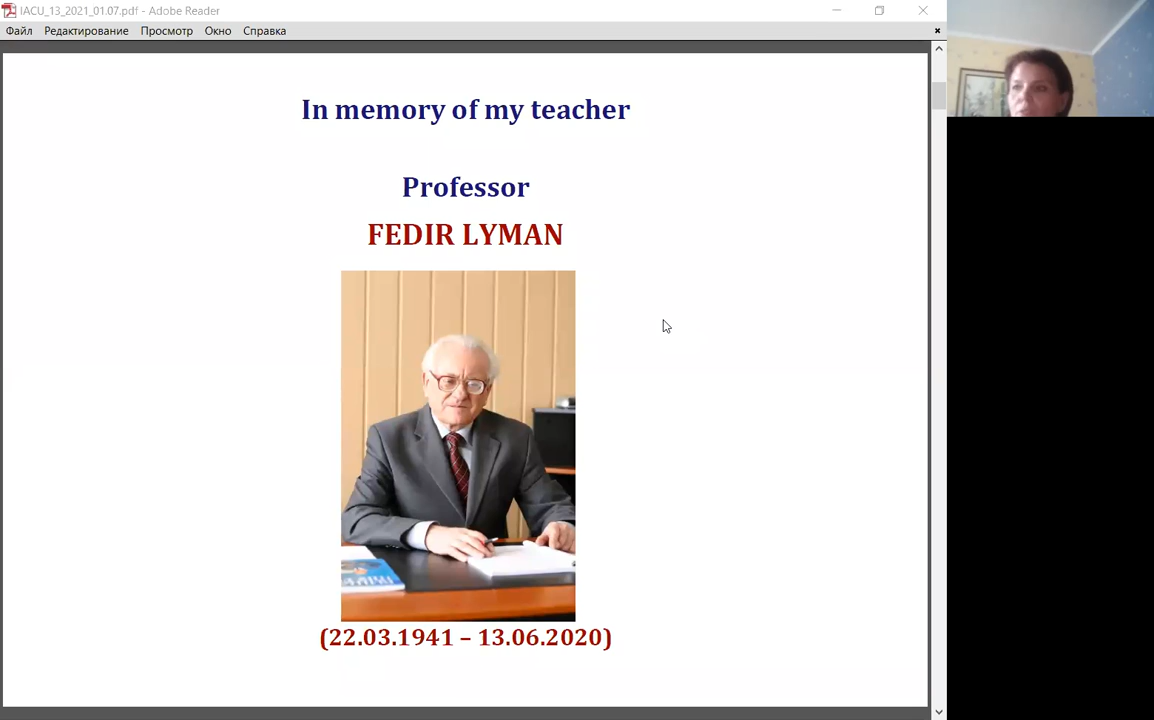 IACU_13_2021_01.07.pdf - Adobe Reader
Файл Редактирование Просмотр Окно Справка
In memory of my teacher
Professor
FEDIR LYMAN
(22.03.1941 – 13.06.2020)